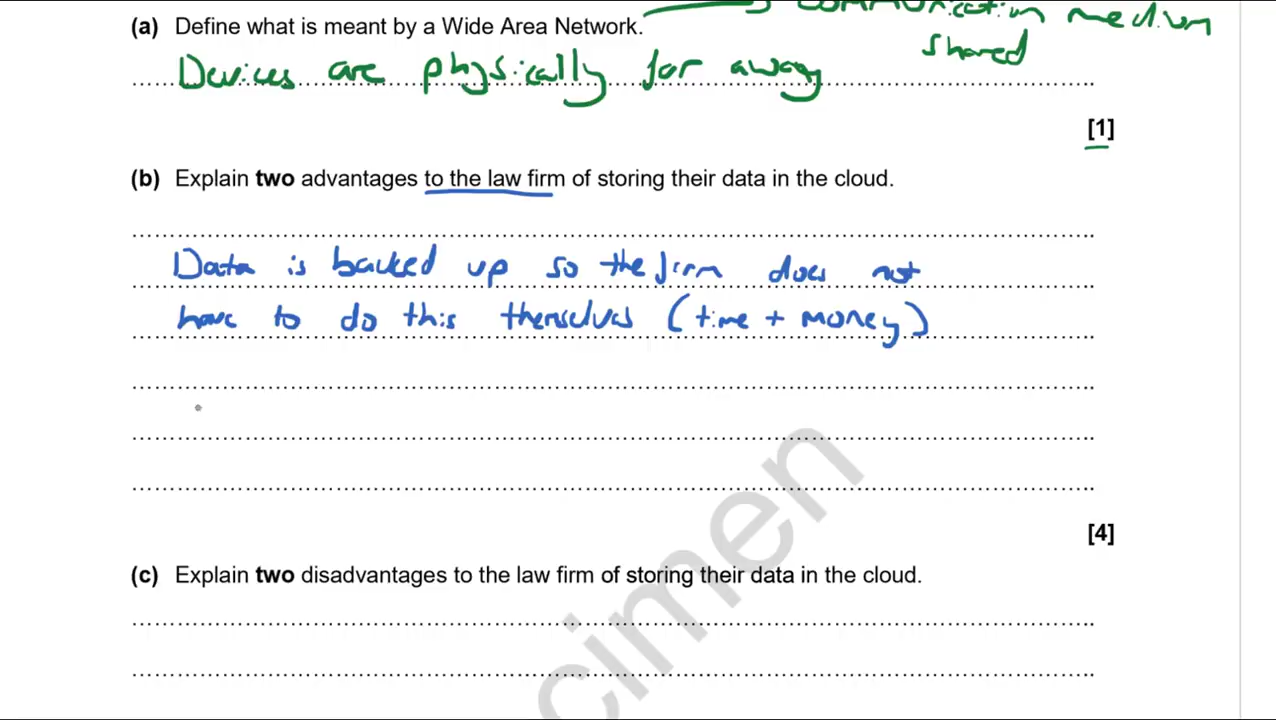 communication medium
(a) Define what is meant by a Wide Area Network.
shared
Devices are physically far away
[1]
(b) Explain two advantages to the law firm of storing their data in the cloud.
Data is backed up so the firm does not
have to do this themselves (time + money)
[4]
(c) Explain two disadvantages to the law firm of storing their data in the cloud.
cimen